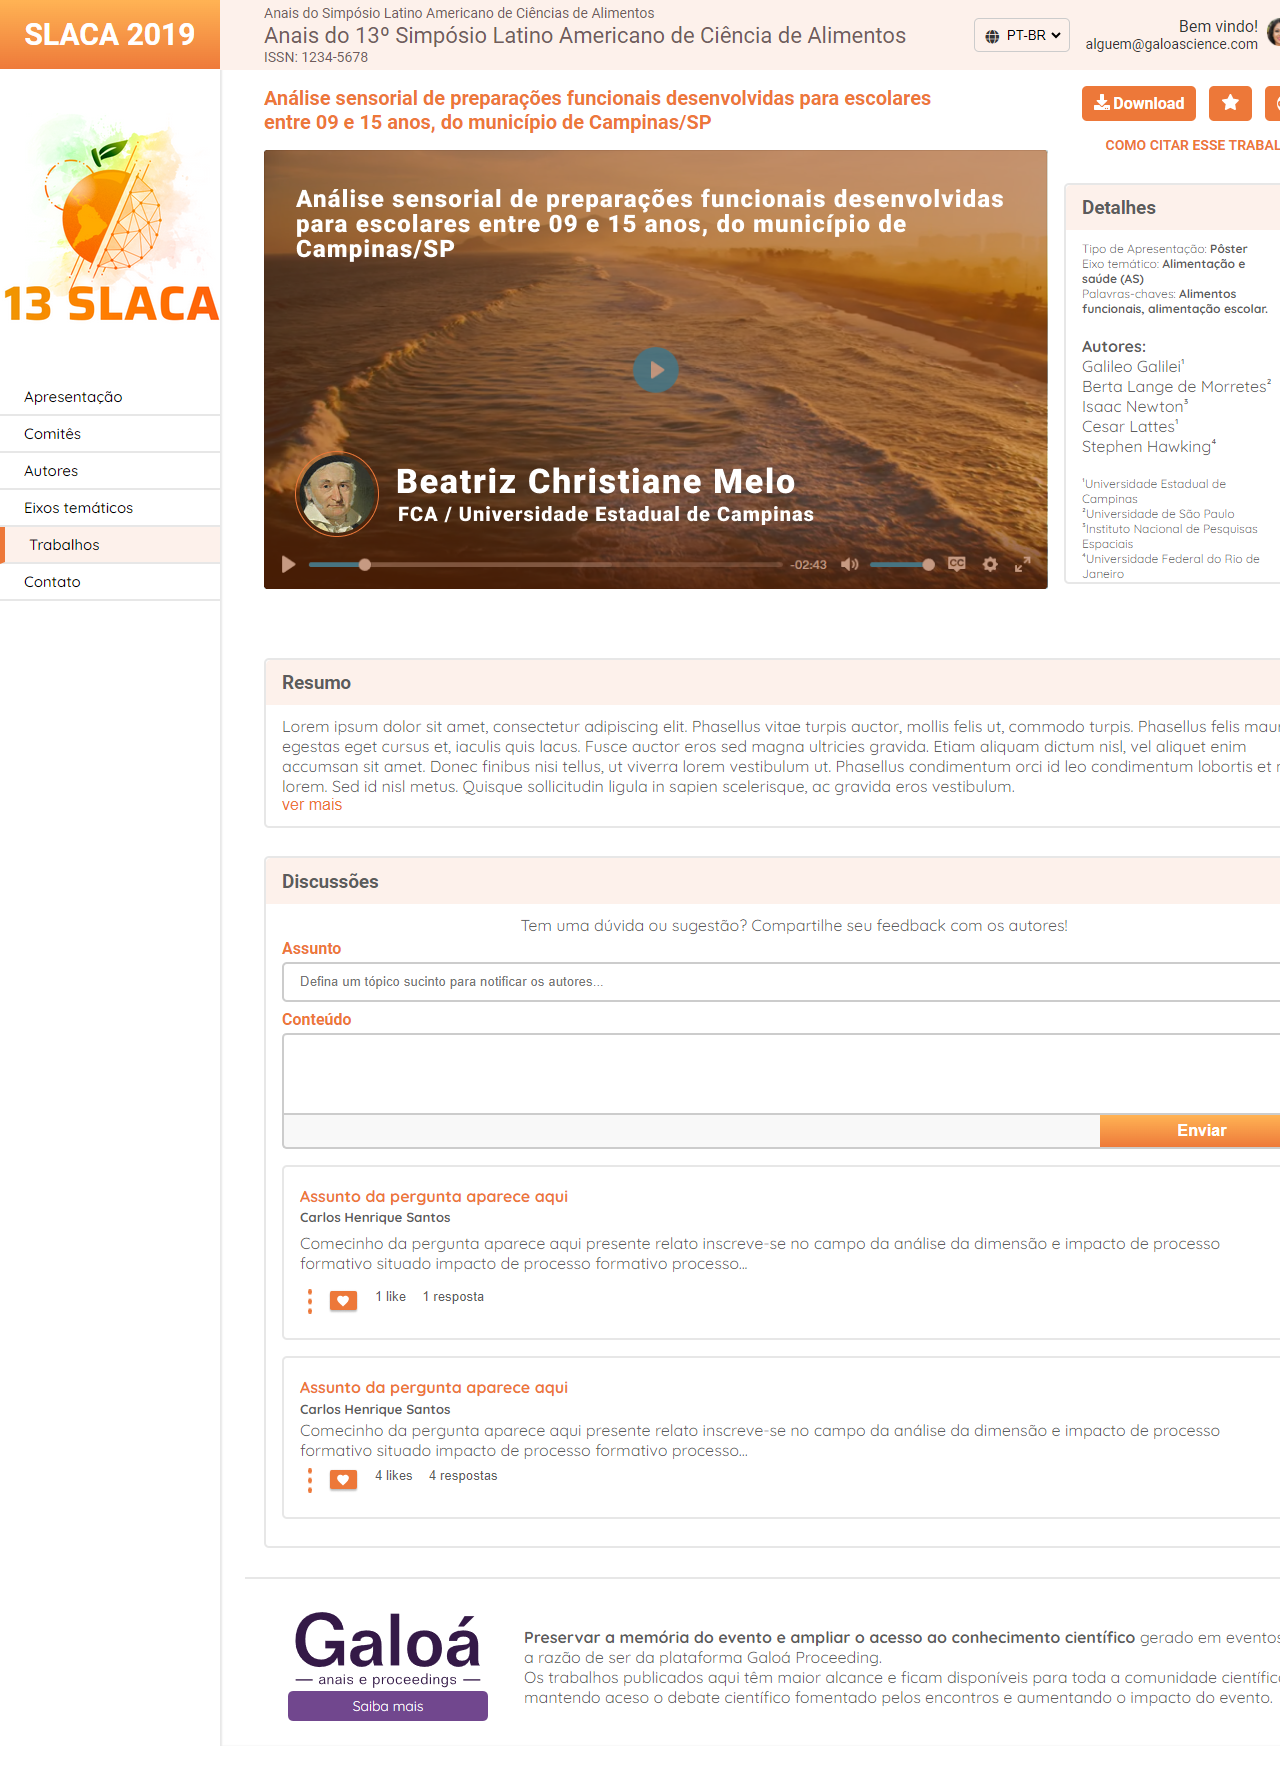 SLACA 2019
Anais do Simpósio Latino Americano de Ciências de Alimentos
Anais do 13º Simpósio Latino Americano de Ciência de Alimentos
ISSN: 1234-5678
PT-BR
Bem vindo!
alguem@galoascience.com
13 SLACA
Apresentação
Comitês
Autores
Eixos temáticos
Trabalhos
Contato
Análise sensorial de preparações funcionais desenvolvidas para escolares
entre 09 e 15 anos, do município de Campinas/SP
Download
COMO CITAR ESSE TRABAL
Análise sensorial de preparações funcionais desenvolvidas
para escolares entre 09 e 15 anos, do município de
Campinas/SP
Beatriz Christiane Melo
FCA / Universidade Estadual de Campinas
-02:43
CC
Detalhes
Tipo de Apresentação: Pôster
Eixo temático: Alimentação e
saúde (AS)
Palavras-chaves: Alimentos
funcionais, alimentação escolar.
Autores:
Galileo Galilei¹
Berta Lange de Morretes²
Isaac Newton³
Cesar Lattes¹
Stephen Hawking⁴
¹Universidade Estadual de
Campinas
²Universidade de São Paulo
³Instituto Nacional de Pesquisas
Espaciais
⁴Universidade Federal do Rio de
Janeiro
Resumo
Lorem ipsum dolor sit amet, consectetur adipiscing elit. Phasellus vitae turpis auctor, mollis felis ut, commodo turpis. Phasellus felis mau
egestas eget cursus et, iaculis quis lacus. Fusce auctor eros sed magna ultricies gravida. Etiam aliquam dictum nisl, vel aliquet enim
accumsan sit amet. Donec finibus nisi tellus, ut viverra lorem vestibulum ut. Phasellus condimentum orci id leo condimentum lobortis et
lorem. Sed id nisl metus. Quisque sollicitudin ligula in sapien scelerisque, ac gravida eros vestibulum.
ver mais
Discussões
Tem uma dúvida ou sugestão? Compartilhe seu feedback com os autores!
Assunto
Defina um tópico sucinto para notificar os autores...
Conteúdo
Enviar
Assunto da pergunta aparece aqui
Carlos Henrique Santos
Comecinho da pergunta aparece aqui presente relato inscreve-se no campo da análise da dimensão e impacto de processo
formativo situado impacto de processo formativo processo...
1 like 1 resposta
Assunto da pergunta aparece aqui
Carlos Henrique Santos
Comecinho da pergunta aparece aqui presente relato inscreve-se no campo da análise da dimensão e impacto de processo
formativo situado impacto de processo formativo processo...
4 likes 4 respostas
Galoá
anais e proceedings
Saiba mais
Preservar a memória do evento e ampliar o acesso ao conhecimento científico gerado em eventos
a razão de ser da plataforma Galoá Proceeding.
Os trabalhos publicados aqui têm maior alcance e ficam disponíveis para toda a comunidade científic
mantendo aceso o debate científico fomentado pelos encontros e aumentando o impacto do evento.